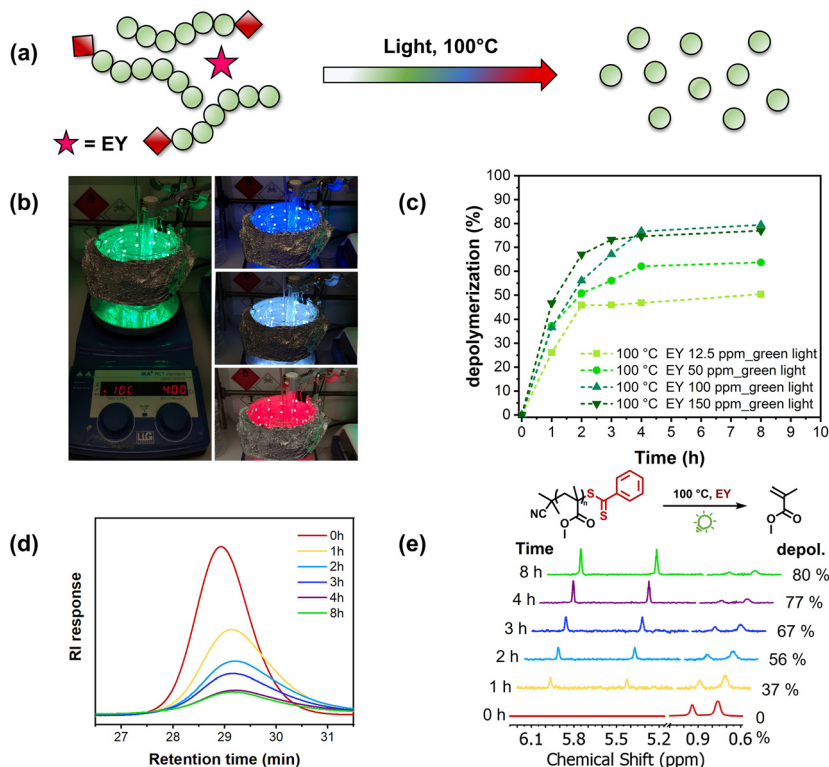 (a)
Light, 100°C
= EY
(b)
IKA
RCT
100
400
LLG
(c)
depolymerization (%)
100
90
80
70
60
50
40
30
20
10
0
100 °C EY 12.5 ppm_green light
100 °C EY 50 ppm_green light
100 °C EY 100 ppm_green light
100 °C EY 150 ppm_green light
0 1 2 3 4 5 6 7 8 9 10
Time (h)
(d)
RI response
0h
1h
2h
3h
4h
8h
27 28 29 30 31
Retention time (min)
(e)
NC
n
S
S
O
O
100 °C, EY
O
O
Time
depol.
8 h
80 %
4 h
77 %
3 h
67 %
2 h
56 %
1 h
37 %
0 h
0
%
6.1 5.8 5.5 5.2 0.9 0.6
Chemical Shift (ppm)